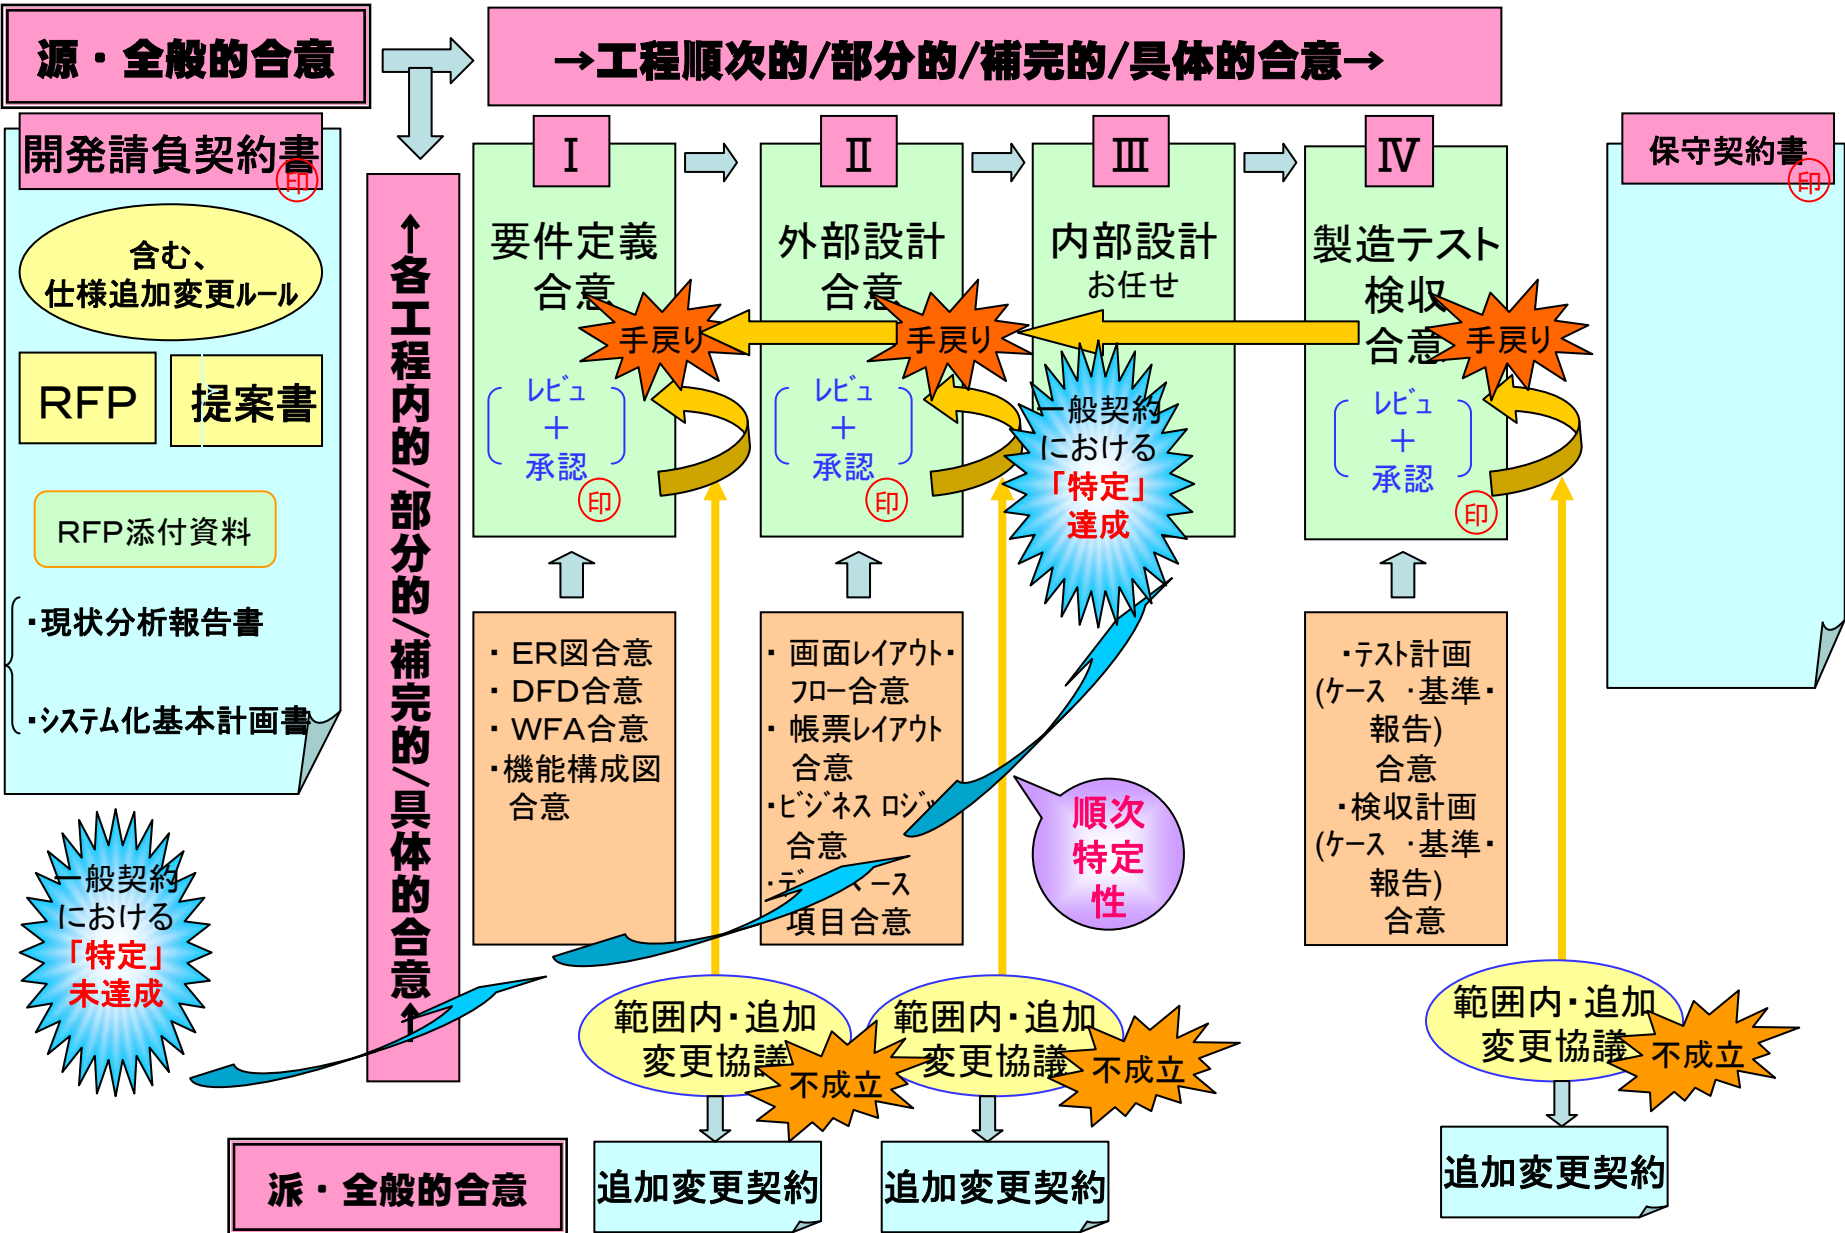 源・全般的合意
→工程順次的/部分的/補完的/具体的合意→
開発請負契約書
印
含む、
仕様追加変更ﾙｰﾙ
RFP
提案書
RFP添付資料
・現状分析報告書
・ｼｽﾃﾑ化基本計画書
一般契約
における
「特定」
未達成
↑各工程内的/部分的/補完的/具体的合意↑
Ⅰ
要件定義
合意
手戻り
ﾚﾋﾞｭ
＋
承認
印
・ER図合意
・DFD合意
・WFA合意
・機能構成図
合意
Ⅱ
外部設計
合意
手戻り
ﾚﾋﾞｭ
＋
承認
印
・画面ﾚｲｱｳﾄ・
ﾌﾛｰ合意
・帳票ﾚｲｱｳﾄ
合意
・ﾋﾞｼﾞﾈｽ ﾛｼﾞｯ
合意
ｰｽ
項目合意
Ⅲ
内部設計
お任せ
一般契約
における
「特定」
達成
順次
特定
性
Ⅳ
製造テスト
検収
合意
手戻り
ﾚﾋﾞｭ
＋
承認
印
・ﾃｽﾄ計画
(ｹｰｽ ・基準・
報告)
合意
・検収計画
(ｹｰｽ ・基準・
報告)
合意
保守契約書
印
範囲内・追加
変更協議
不成立
範囲内・追加
変更協議
不成立
範囲内・追加
変更協議
不成立
派・全般的合意
追加変更契約
追加変更契約
追加変更契約